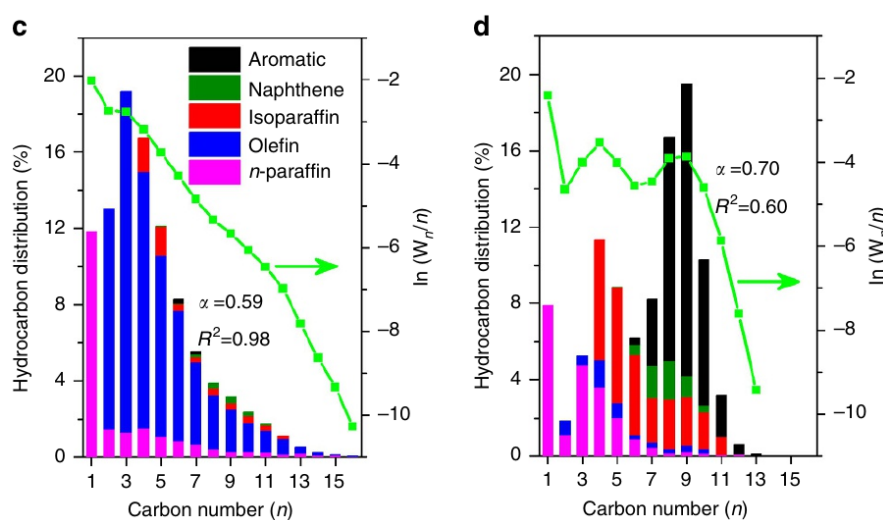 c
Hydrocarbon distribution (%)
20
16
12
8
4
0
Aromatic
Naphthene
Isoparaffin
Olefin
n-paraffin
α=0.59
R²=0.98
−2
−4
−6
−8
−10
ln (Wn/n)
1 3 5 7 9 11 13 15
Carbon number (n)
d
Hydrocarbon distribution (%)
20
16
12
8
4
0
α=0.70
R²=0.60
−2
−4
−6
−8
−10
ln (Wn/n)
1 3 5 7 9 11 13 15
Carbon number (n)